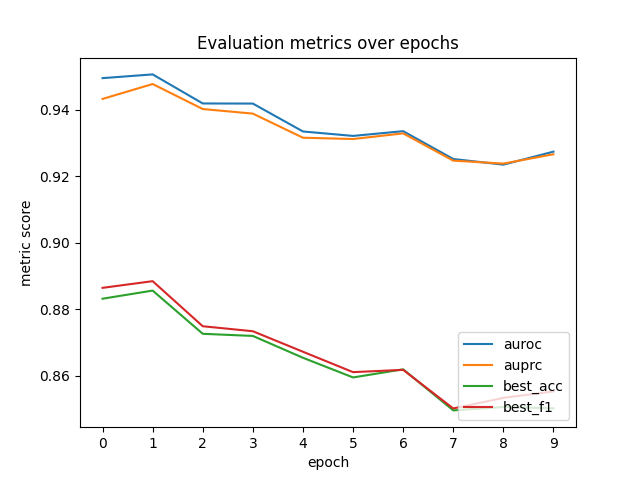 Evaluation metrics over epochs
metric score
0.94
0.92
0.90
0.88
0.86
auroc
auprc
best_acc
best_f1
0 1 2 3 4 5 6 7 8 9
epoch